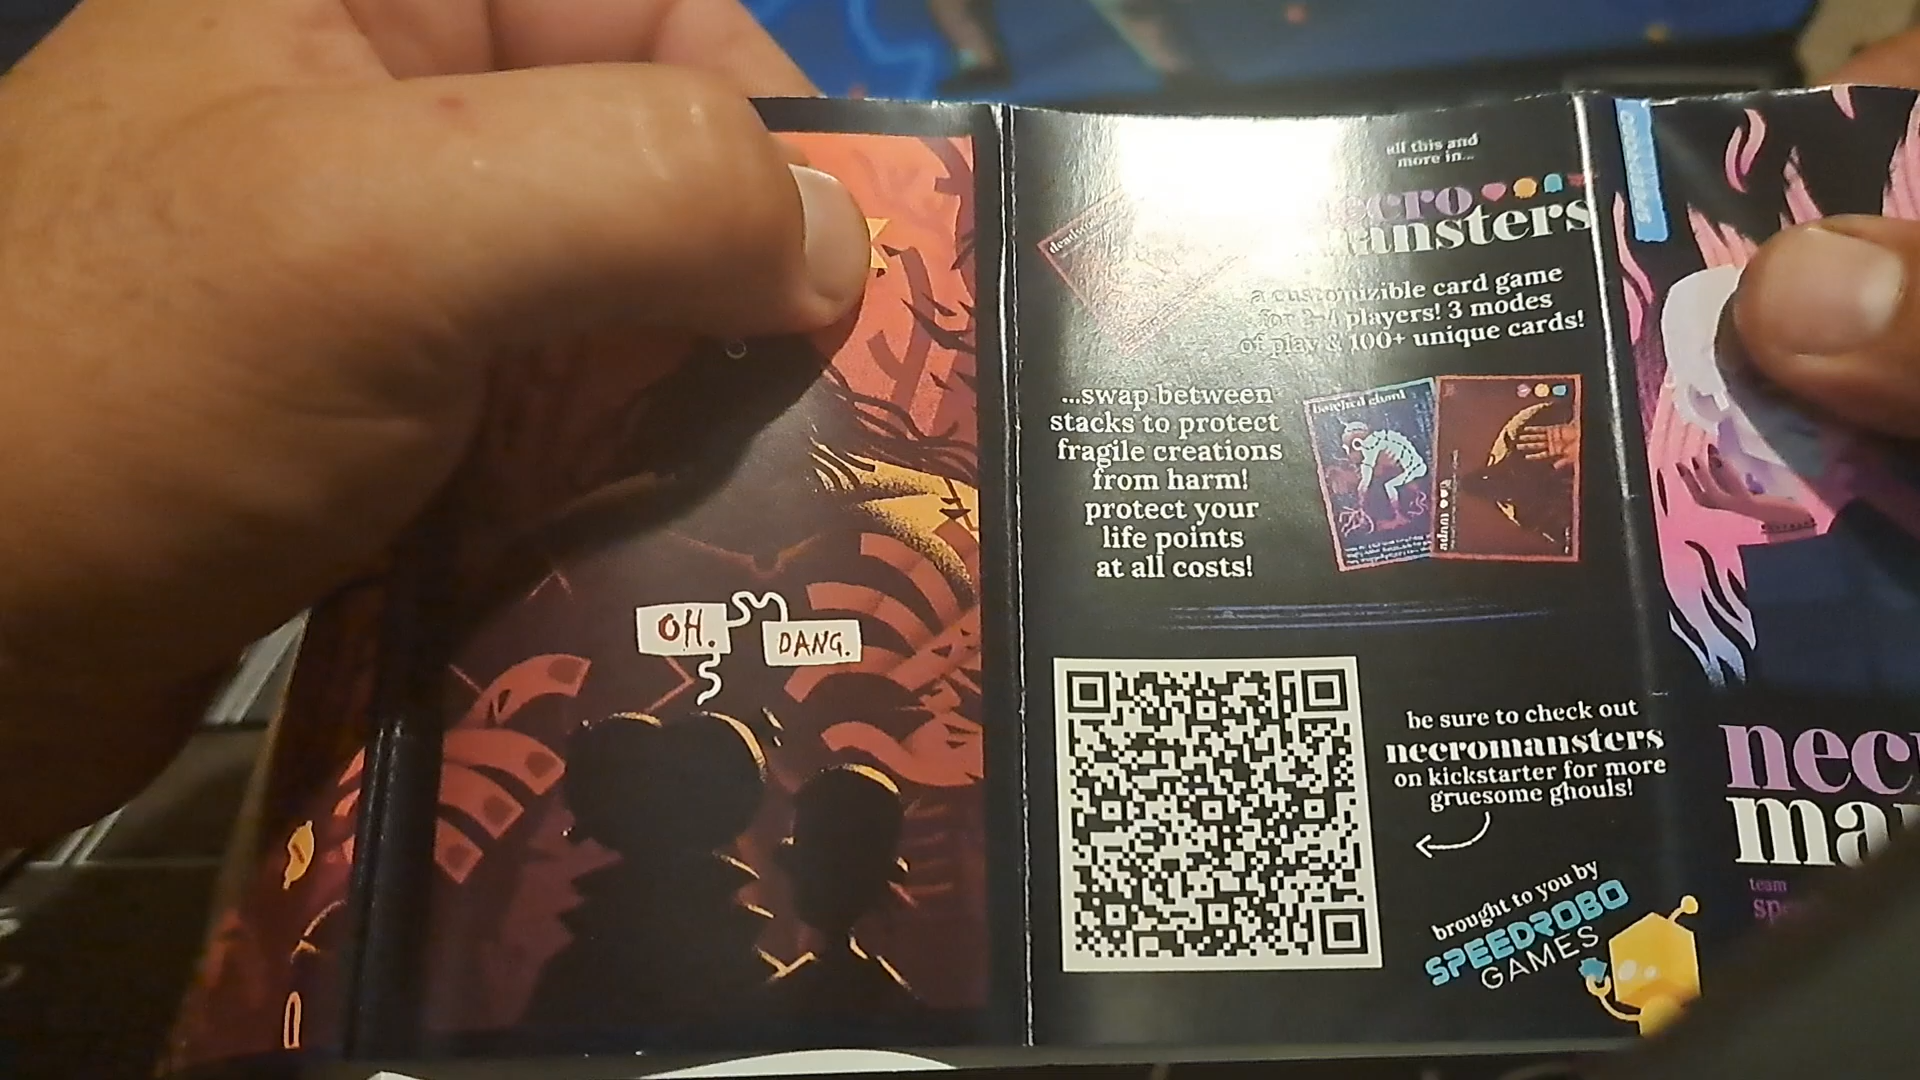 OH.
DANG.
all this and
more in...
necro
mansters
a customizible card game
for 2-4 players! 3 modes
of play & 100+ unique cards!
...swap between
stacks to protect
fragile creations
from harm!
protect your
life points
at all costs!
be sure to check out
necromansters
on kickstarter for more
gruesome ghouls!
brought to you by
SPEEDROBO
GAMES
nec
ma
team